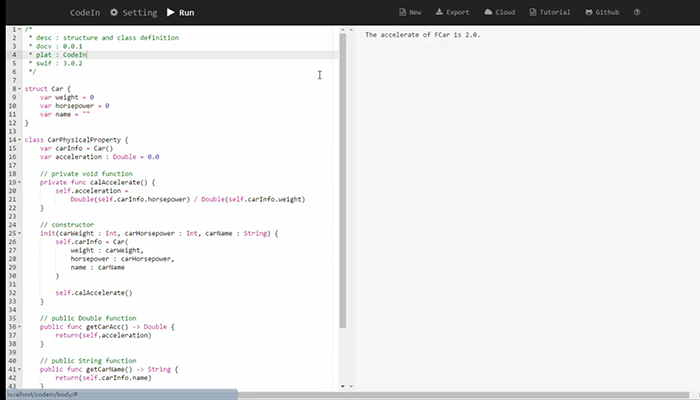 CodeIn Setting Run New Export Cloud Tutorial Github
1 /*
2 * desc : structure and class definition
3 * docv : 0.0.1
4 * plat : CodeIn
5 * swif : 3.0.2
6 */
7
8 struct Car {
9 var weight = 0
10 var horsepower = 0
11 var name = ""
12 }
13
14 class CarPhysicalProperty {
15 var carInfo = Car()
16 var acceleration : Double = 0.0
17
18 // private void function
19 private func calAccelerate() {
20 self.acceleration =
21 Double(self.carInfo.horsepower) / Double(self.carInfo.weight)
22 }
23
24 // constructor
25 init(carWeight : Int, carHorsepower : Int, carName : String) {
26 self.carInfo = Car(
27 weight : carWeight,
28 horsepower : carHorsepower,
29 name : carName
30 )
31
32 self.calAccelerate()
33 }
34
35 // public Double function
36 public func getCarAcc() -> Double {
37 return(self.acceleration)
38 }
39
40 // public String function
41 public func getCarName() -> String {
42 return(self.carInfo.name)
43 }
localhost/codein/body/#
The accelerate of FCar is 2.0.